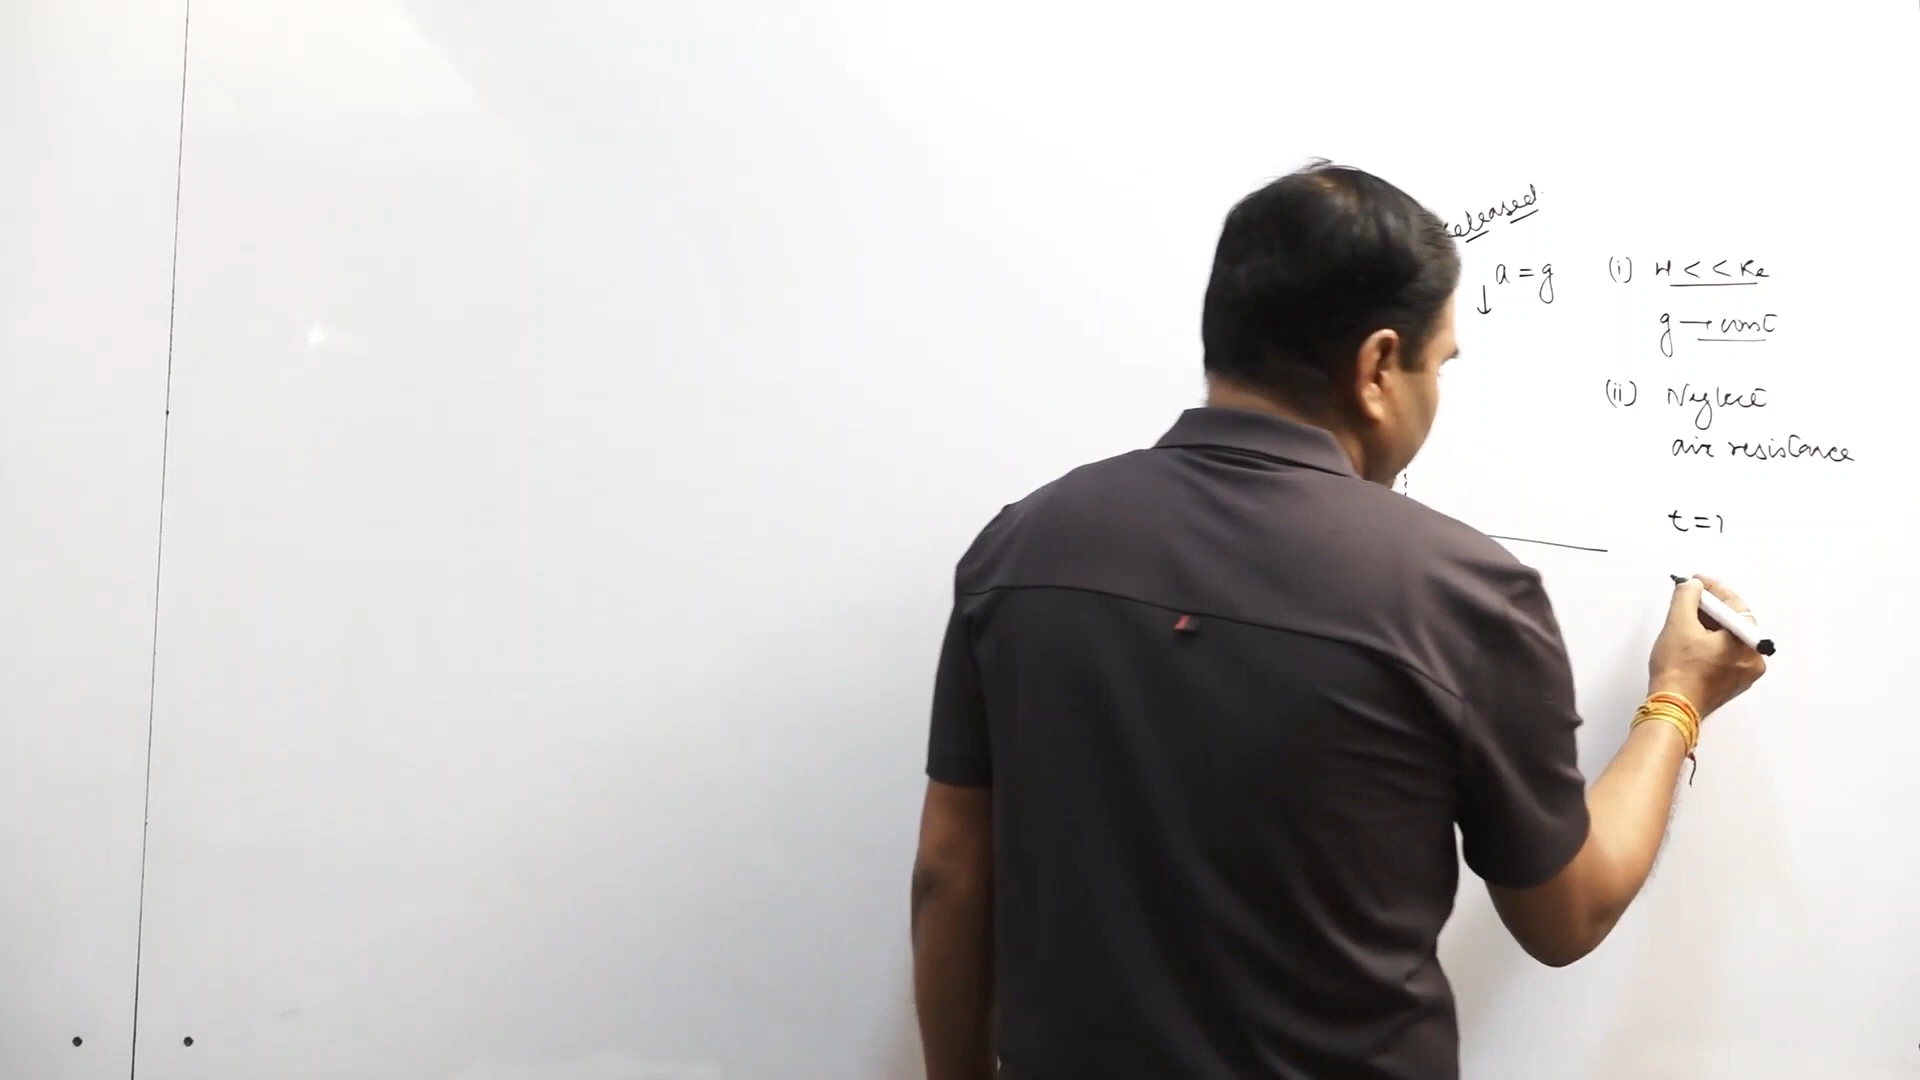 released
a = g
(i) H < < Re
g → const
(ii) Neglect
air resistance
t = ?